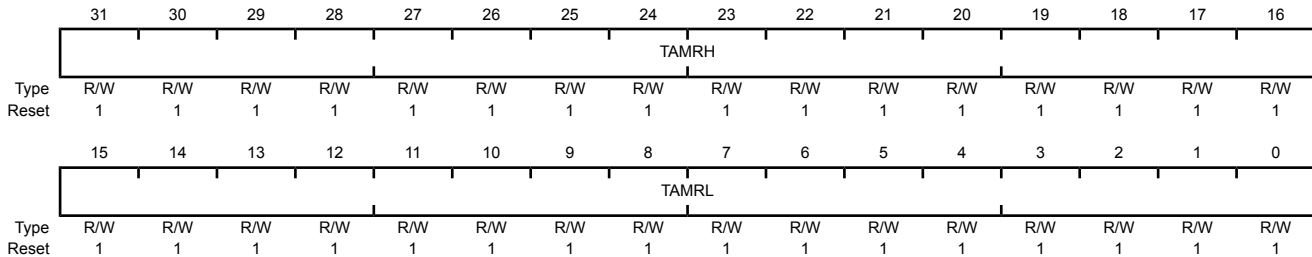 31 30 29 28 27 26 25 24 23 22 21 20 19 18 17 16
TAMRH
Type R/W R/W R/W R/W R/W R/W R/W R/W R/W R/W R/W R/W R/W R/W R/W R/W
Reset 1 1 1 1 1 1 1 1 1 1 1 1 1 1 1 1
15 14 13 12 11 10 9 8 7 6 5 4 3 2 1 0
TAMRL
Type R/W R/W R/W R/W R/W R/W R/W R/W R/W R/W R/W R/W R/W R/W R/W R/W
Reset 1 1 1 1 1 1 1 1 1 1 1 1 1 1 1 1